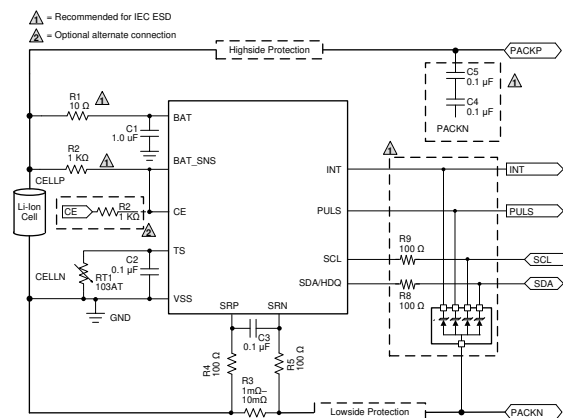 1 = Recommended for IEC ESD
2 = Optional alternate connection
Highside Protection
PACKP
C5
0.1 µF
C4
0.1 µF
PACKN
1
R1
10 Ω
1
BAT
C1
1.0 uF
R2
1 KΩ
1
BAT_SNS
CELLP
Li-Ion
Cell
CE
R2
1 KΩ
2
CE
1
INT
INT
PULS
PULS
TS
C2
0.1 µF
CELLN
RT1
103AT
VSS
GND
SCL
R9
100 Ω
SCL
SDA/HDQ
R8
100 Ω
SDA
SRP
SRN
C3
0.1 µF
R4
100 Ω
R5
100 Ω
R3
1mΩ–
10mΩ
Lowside Protection
PACKN